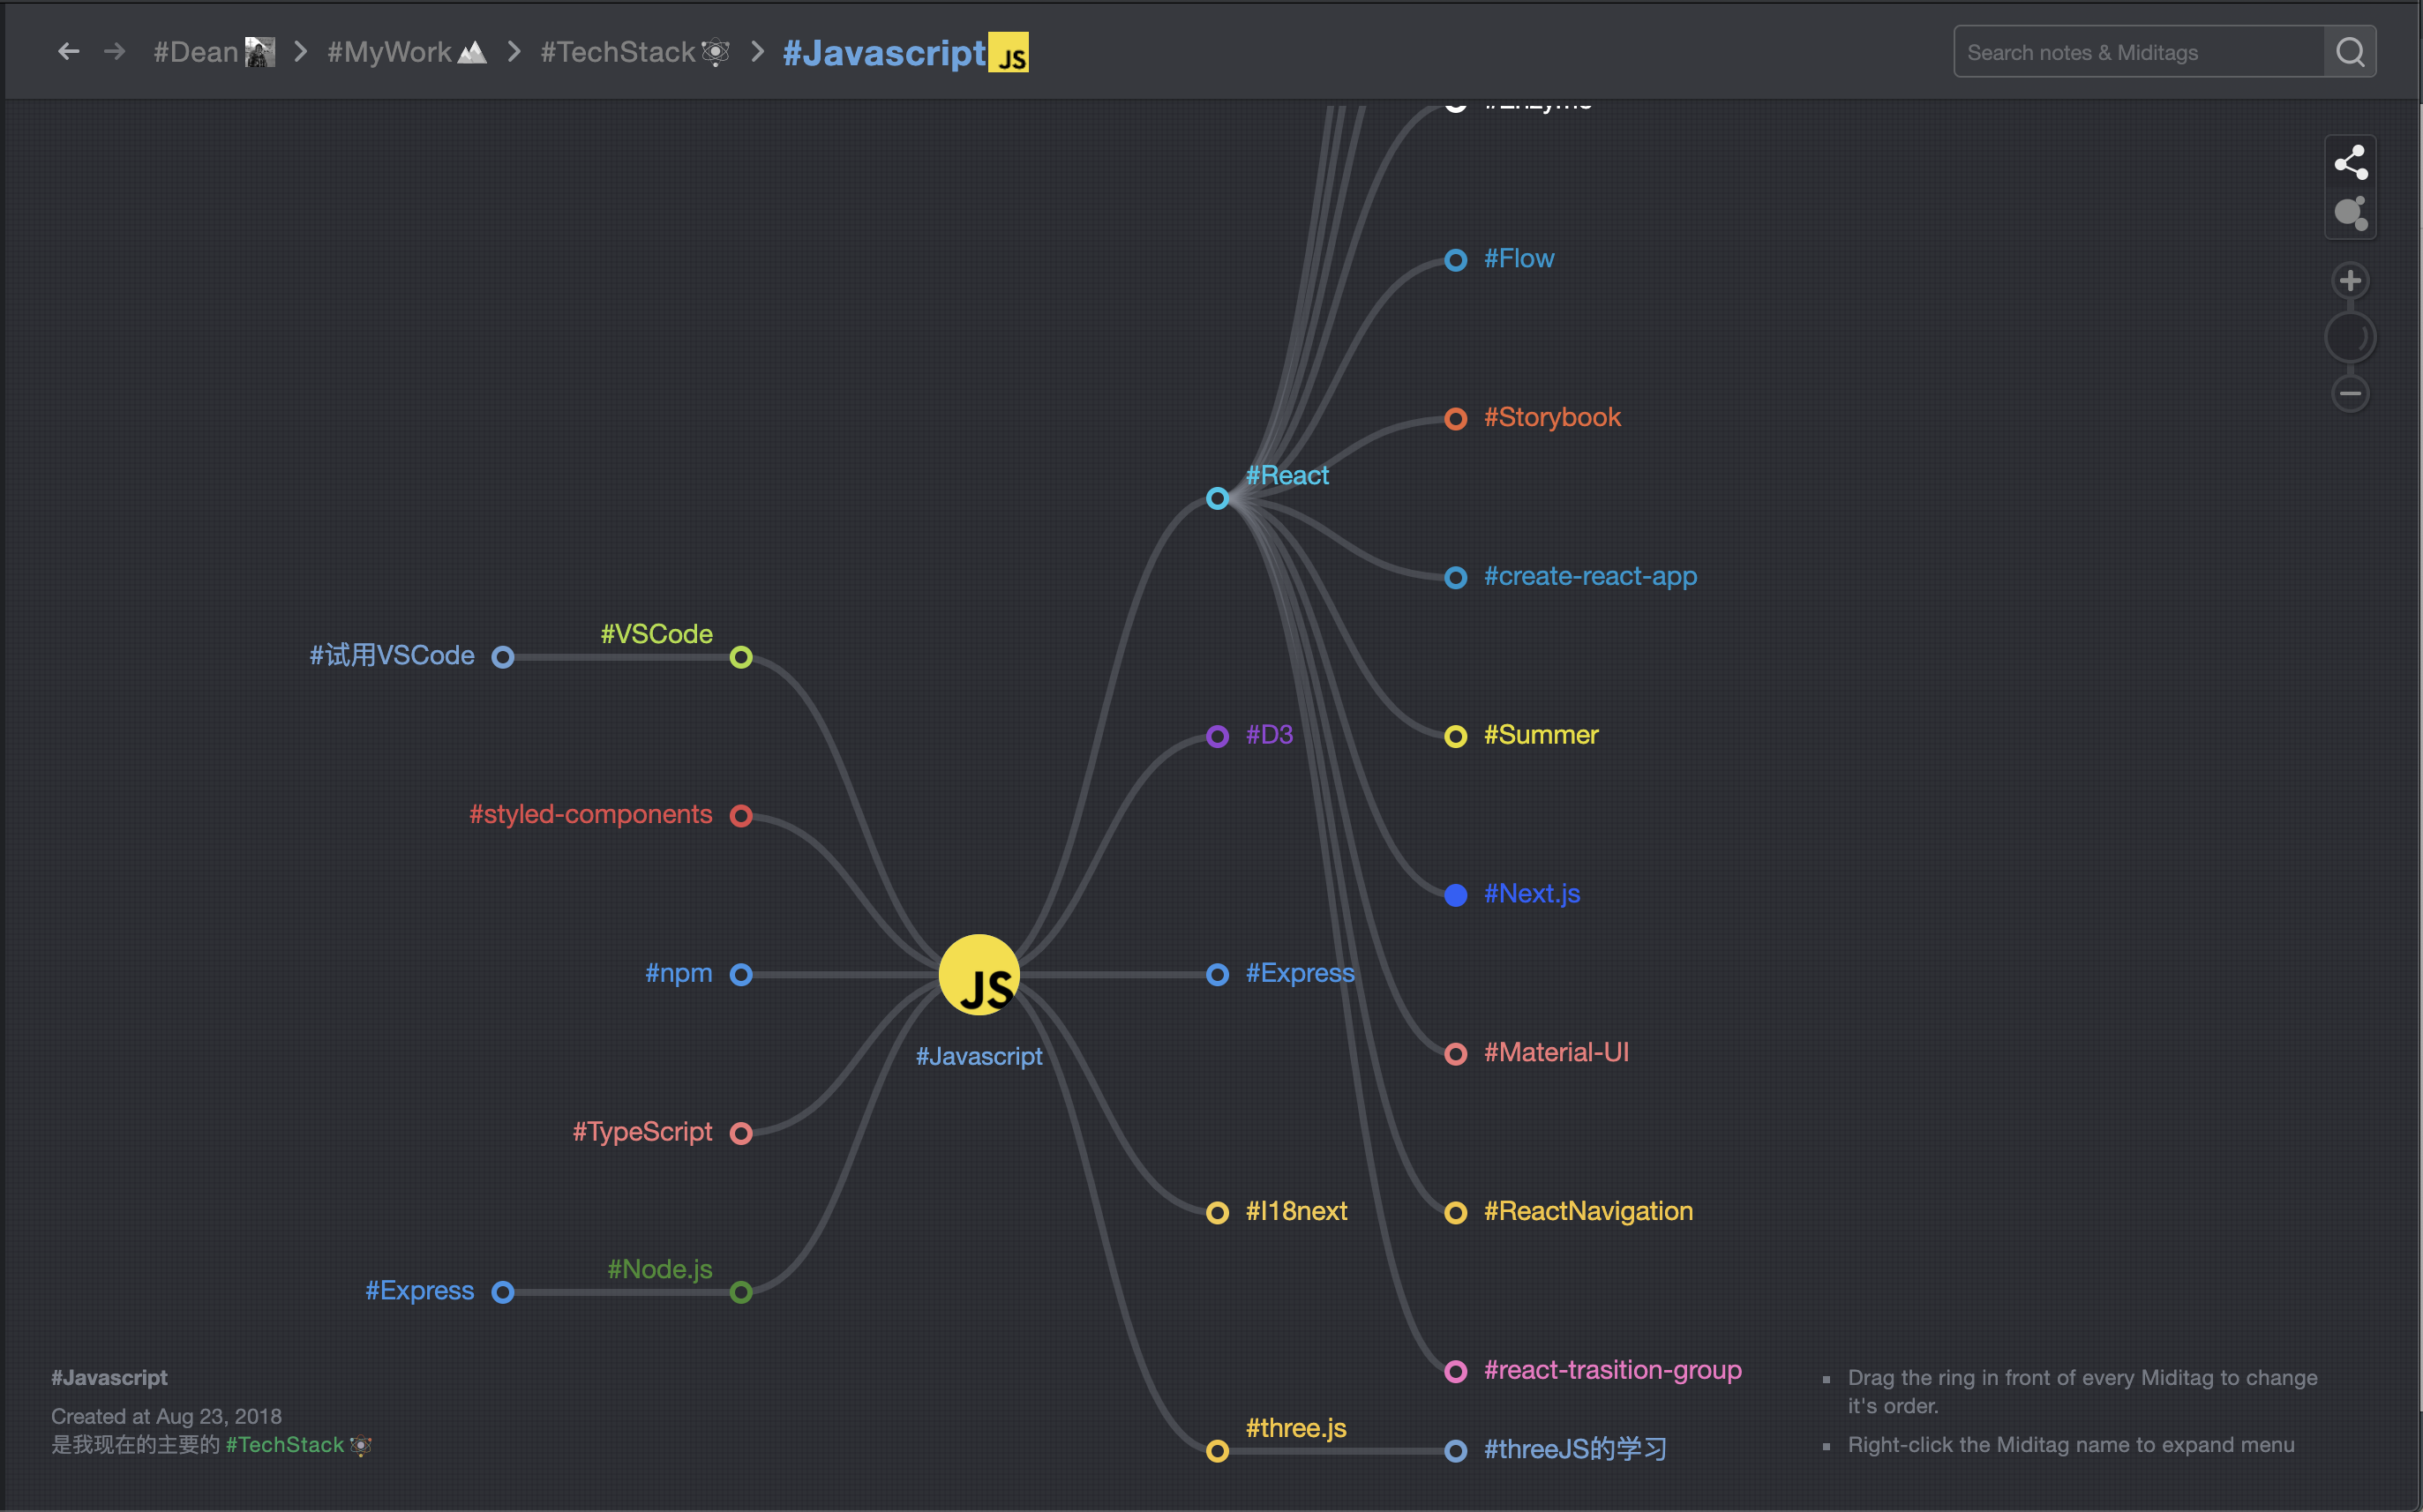 #Dean > #MyWork > #TechStack > #Javascript JS
Search notes & Miditags
#Flow
#Storybook
#React
#create-react-app
#VSCode
#试用VSCode
#Summer
#D3
#styled-components
#Next.js
#npm
JS
#Express
#Javascript
#Material-UI
#TypeScript
#I18next
#ReactNavigation
#Node.js
#Express
#react-trasition-group
#three.js
#threeJS的学习
#Javascript
Created at Aug 23, 2018
是我现在的主要的 #TechStack
Drag the ring in front of every Miditag to change
it's order.
Right-click the Miditag name to expand menu